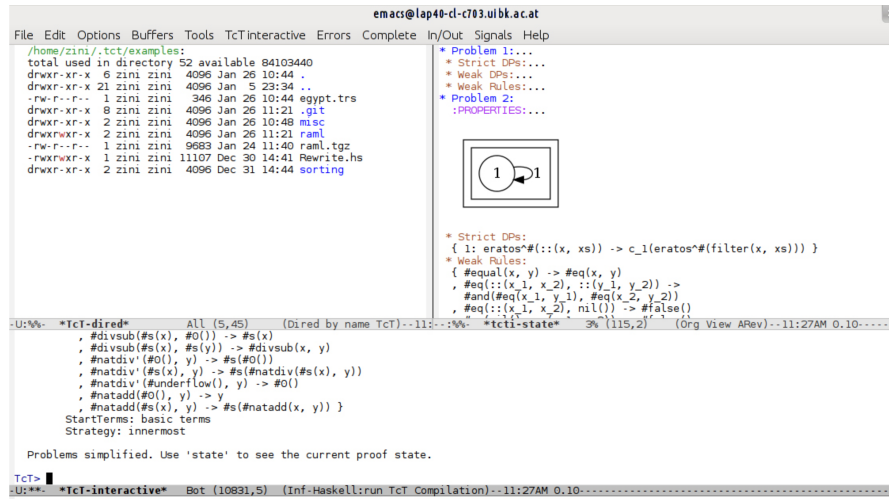 emacs@lap40-cl-c703.uibk.ac.at
File Edit Options Buffers Tools TcTinteractive Errors Complete In/Out Signals Help
/home/zini/.tct/examples:
total used in directory 52 available 84103440
drwxr-xr-x 6 zini zini 4096 Jan 26 10:44 .
drwxr-xr-x 21 zini zini 4096 Jan 5 23:34 ..
-rw-r--r-- 1 zini zini 346 Jan 26 10:44 egypt.trs
drwxr-xr-x 8 zini zini 4096 Jan 26 11:21 .git
drwxr-xr-x 2 zini zini 4096 Jan 26 10:48 misc
drwxrwxr-x 2 zini zini 4096 Jan 26 11:21 raml
-rw-r--r-- 1 zini zini 9683 Jan 24 11:40 raml.tgz
-rwxrwxr-x 1 zini zini 11107 Dec 30 14:41 Rewrite.hs
drwxr-xr-x 2 zini zini 4096 Dec 31 14:44 sorting
* Problem 1:...
* Strict DPs:...
* Weak DPs:...
* Weak Rules:...
* Problem 2:
:PROPERTIES:...
1 1
* Strict DPs:
{ 1: eratos^#(::(x, xs)) -> c_1(eratos^#(filter(x, xs))) }
* Weak Rules:
{ #equal(x, y) -> #eq(x, y)
, #eq(::(x_1, x_2), ::(y_1, y_2)) ->
#and(#eq(x_1, y_1), #eq(x_2, y_2))
, #eq(::(x_1, x_2), nil()) -> #false()
-U:%%- *TcT-dired* All (5,45) (Dired by name TcT)--11:--:%%- *tcti-state* 3% (115,2) (Org View ARev)--11:27AM 0.10-----
, #divsub(#s(x), #0()) -> #s(x)
, #divsub(#s(x), #s(y)) -> #divsub(x, y)
, #natdiv'(#0(), y) -> #s(#0())
, #natdiv'(#s(x), y) -> #s(#natdiv(#s(x), y))
, #natdiv'(#underflow(), y) -> #0()
, #natadd(#0(), y) -> y
, #natadd(#s(x), y) -> #s(#natadd(x, y)) }
StartTerms: basic terms
Strategy: innermost
Problems simplified. Use 'state' to see the current proof state.
TcT>
-U:**- *TcT-interactive* Bot (10831,5) (Inf-Haskell:run TcT Compilation)--11:27AM 0.10-----------------------------------------------